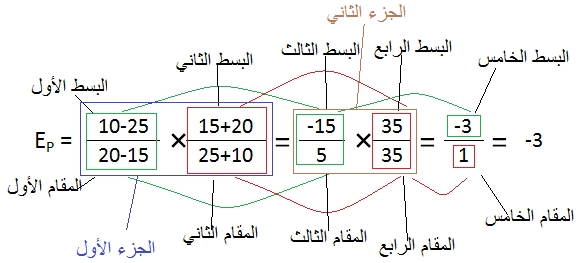 الجزء الثاني
البسط الثاني
البسط الثالث
البسط الرابع
البسط الخامس
البسط الأول
E_P = 10-25/20-15 × 15+20/25+10 = -15/5 × 35/35 = -3/1 = -3
المقام الأول
المقام الثاني
المقام الثالث
المقام الرابع
المقام الخامس
الجزء الأول